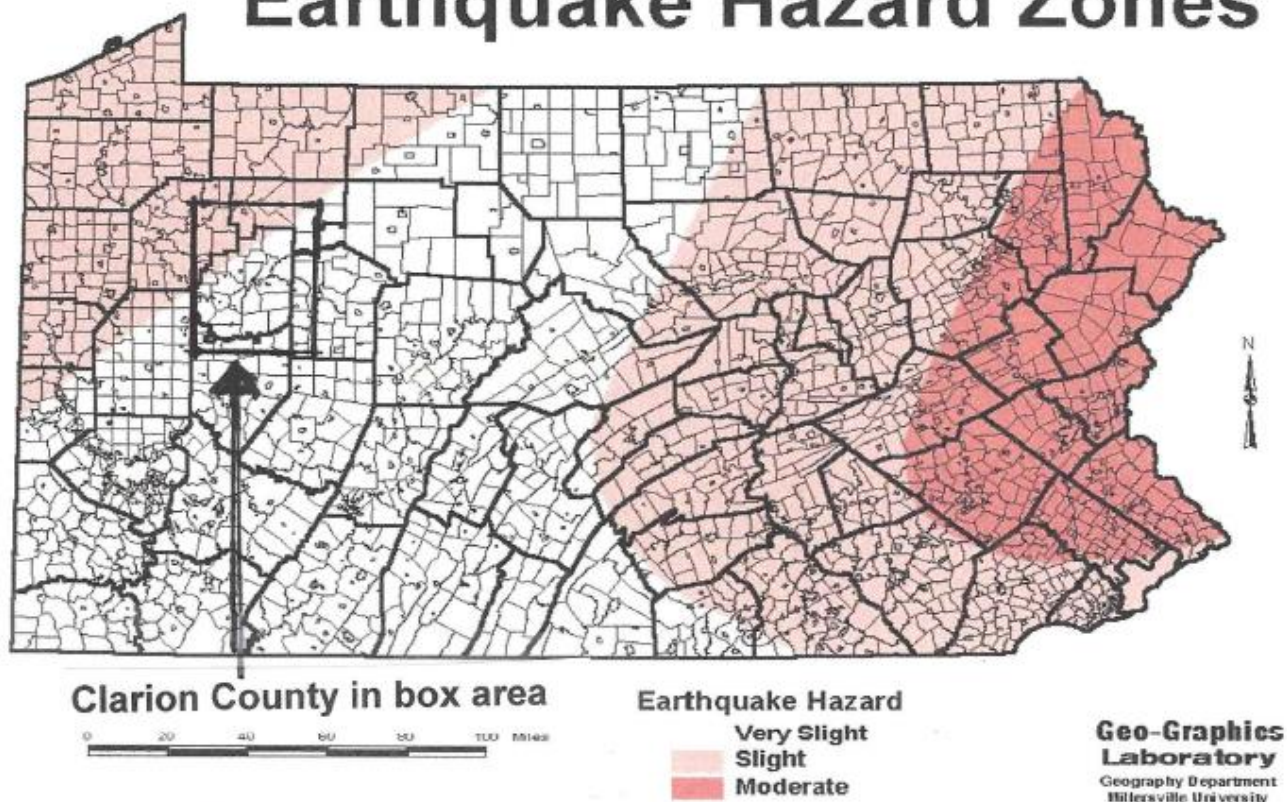 Earthquake Hazard Zones
N
Clarion County in box area
0 20 40 60 80 100 Miles
Earthquake Hazard
Very Slight
Slight
Moderate
Geo-Graphics
Laboratory
Geography Department
Millersville University